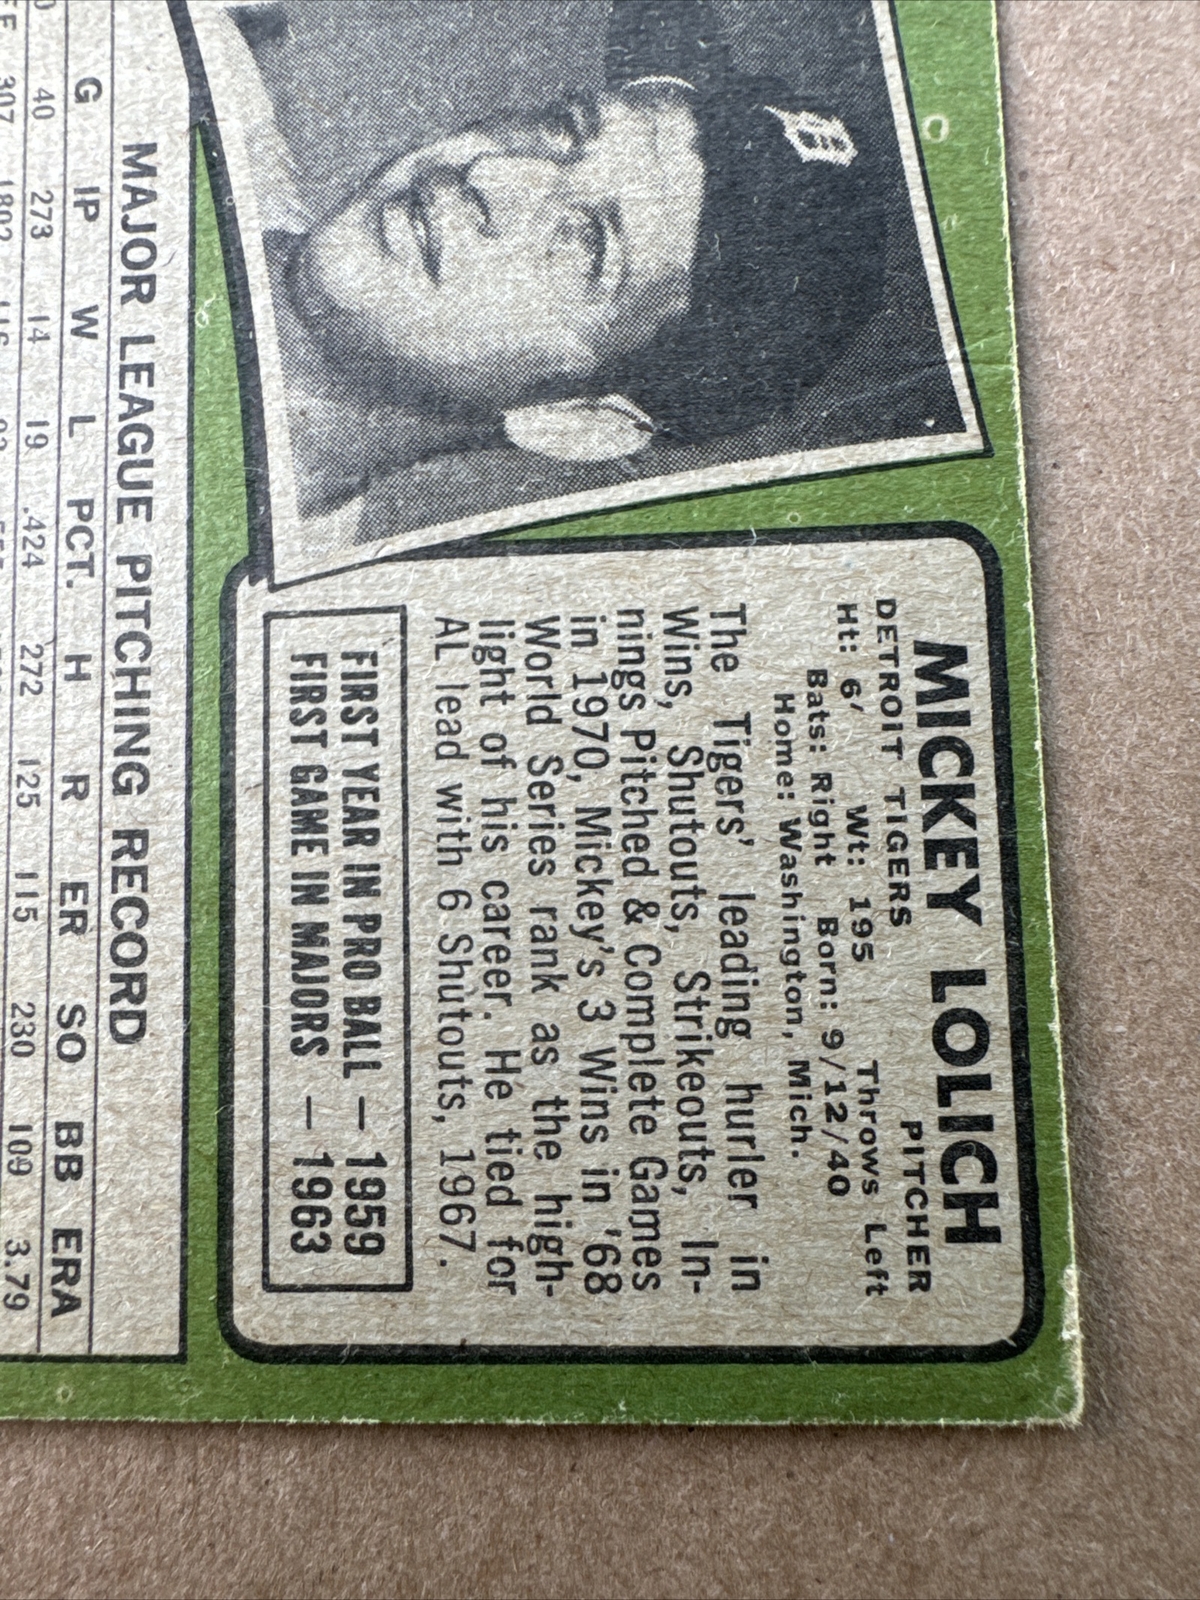 MICKEY LOLICH
DETROIT TIGERS PITCHER
Ht: 6' Wt: 195 Throws Left
Bats: Right Born: 9/12/40
Home: Washington, Mich.
The Tigers' leading hurler in
Wins, Shutouts, Strikeouts, In-
nings Pitched & Complete Games
in 1970, Mickey's 3 Wins in '68
World Series rank as the high-
light of his career. He tied for
AL lead with 6 Shutouts, 1967.
FIRST YEAR IN PRO BALL — 1959
FIRST GAME IN MAJORS — 1963
MAJOR LEAGUE PITCHING RECORD
G IP W L PCT. H R ER SO BB ERA
40 273 14 19 .424 272 125 115 230 109 3.79
307 1802